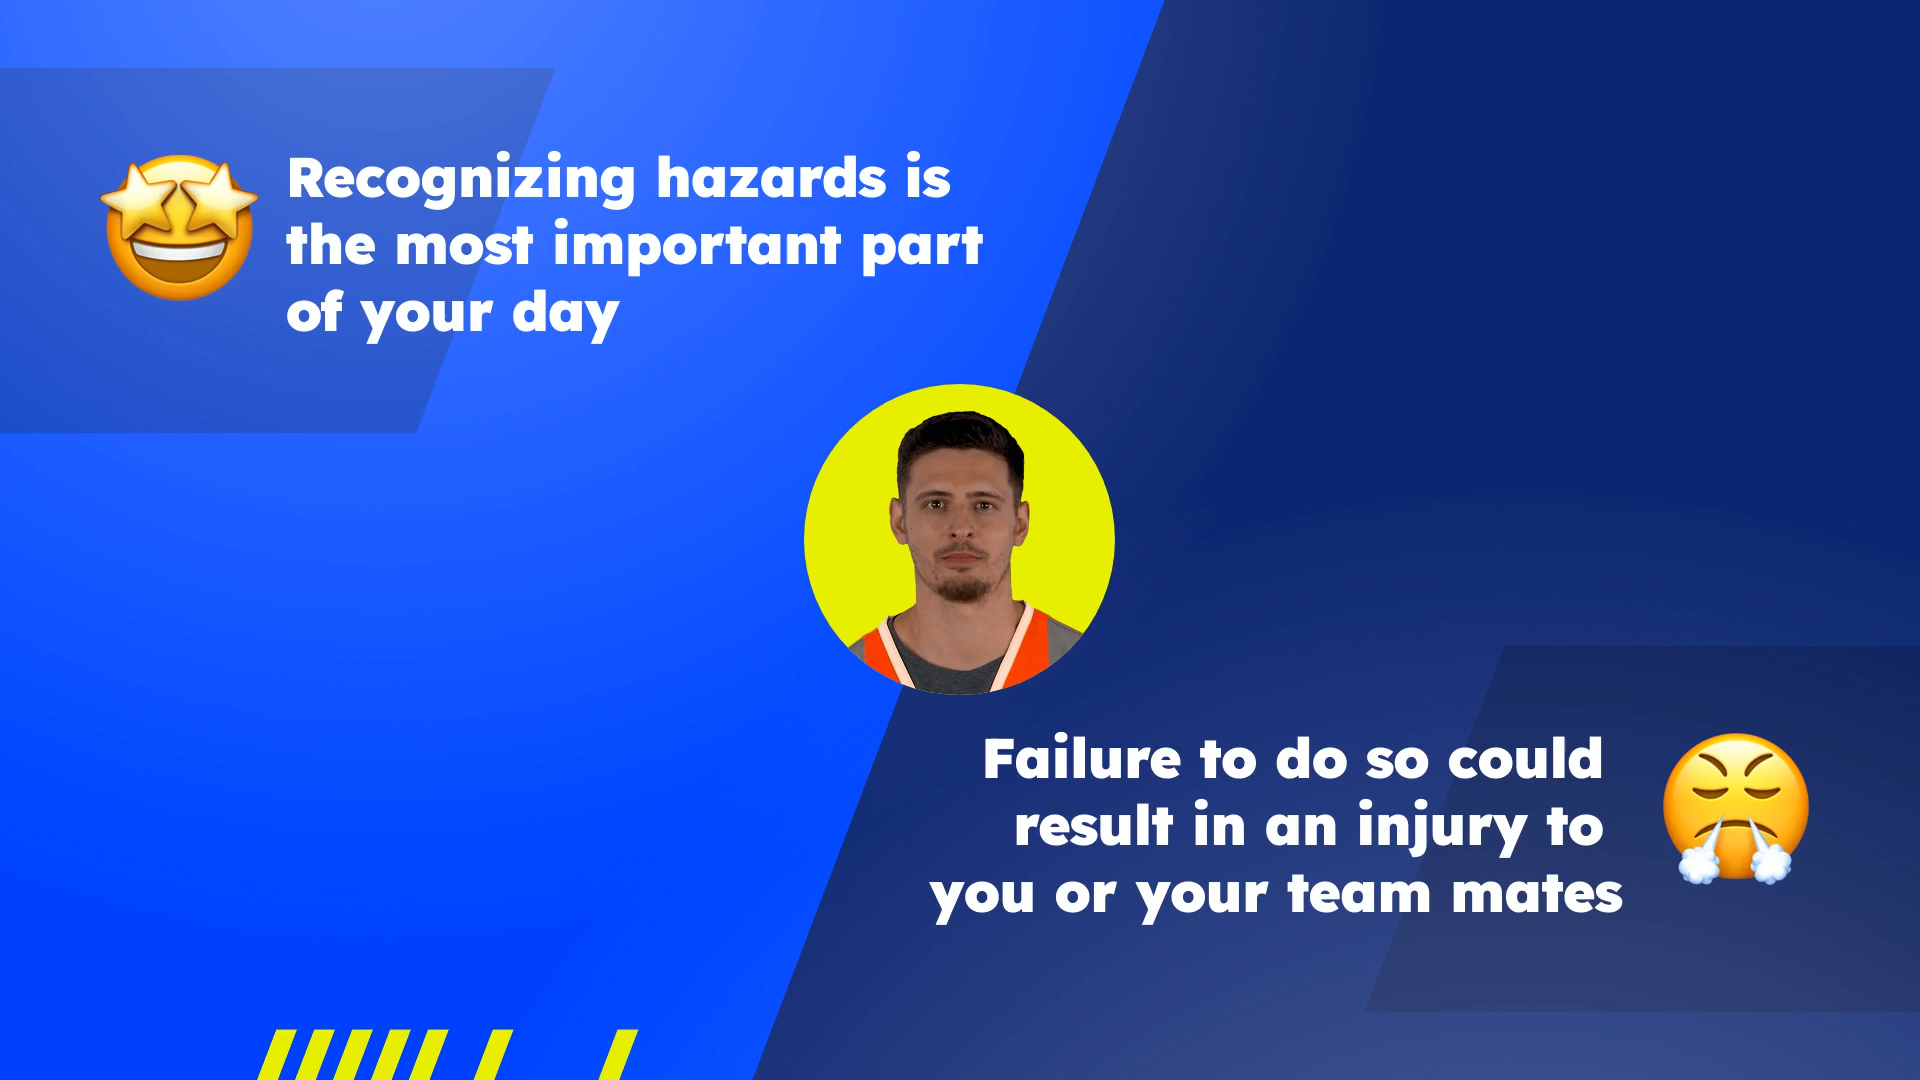 Recognizing hazards is
the most important part
of your day
Failure to do so could
result in an injury to
you or your team mates